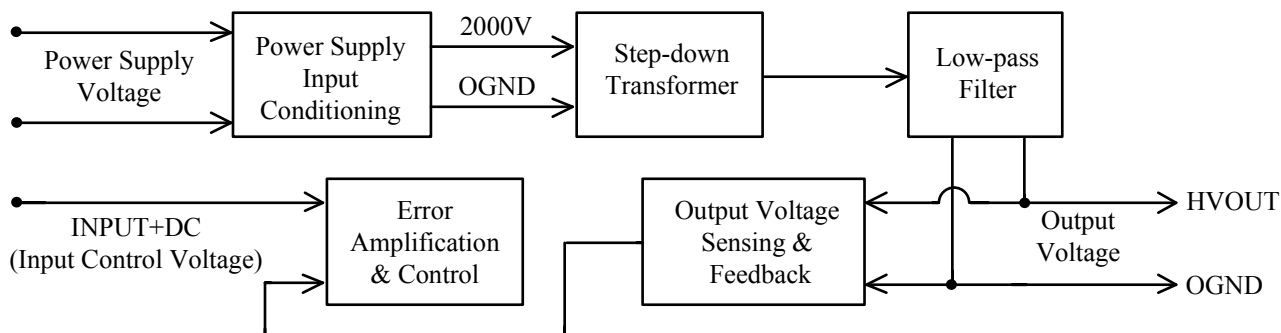 Power Supply
Voltage
Power Supply
Input
Conditioning
2000V
OGND
Step-down
Transformer
Low-pass
Filter
INPUT+DC
(Input Control Voltage)
Error
Amplification
& Control
Output Voltage
Sensing &
Feedback
Output
Voltage
HVOUT
OGND